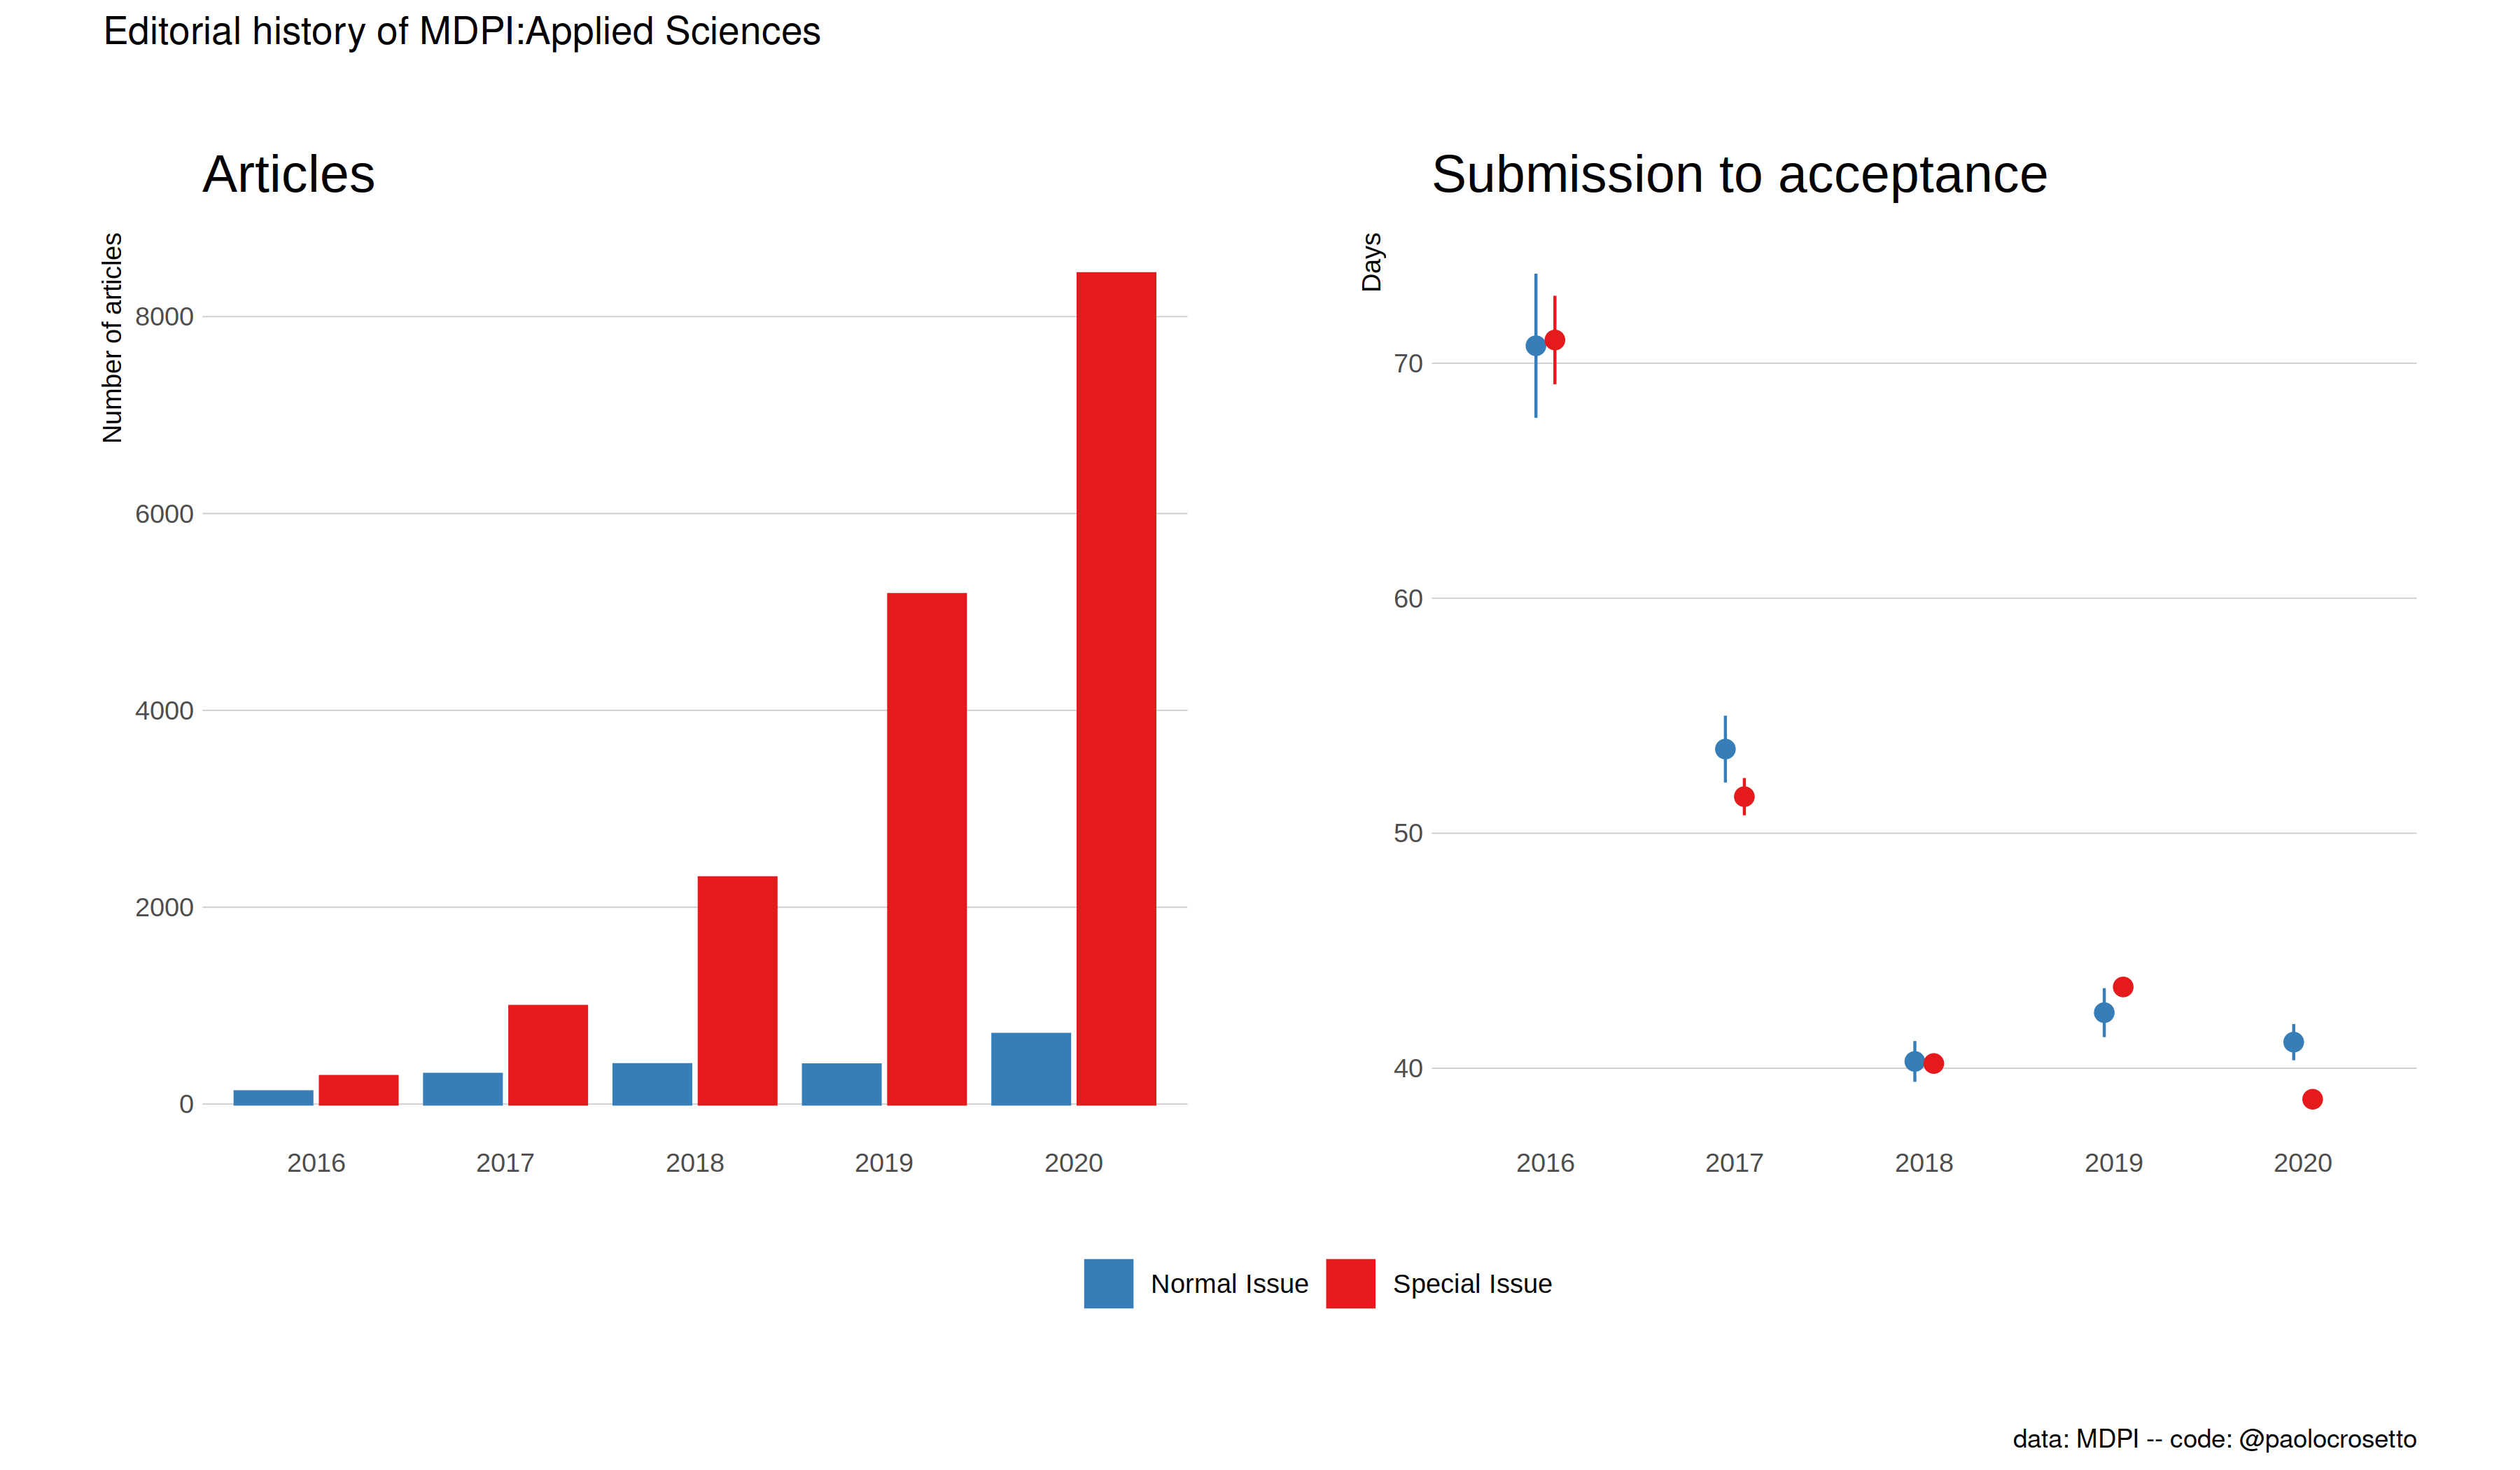 Editorial history of MDPI:Applied Sciences
Articles
Number of articles
8000
6000
4000
2000
0
2016 2017 2018 2019 2020
Submission to acceptance
Days
70
60
50
40
2016 2017 2018 2019 2020
Normal Issue Special Issue
data: MDPI -- code: @paolocrosetto